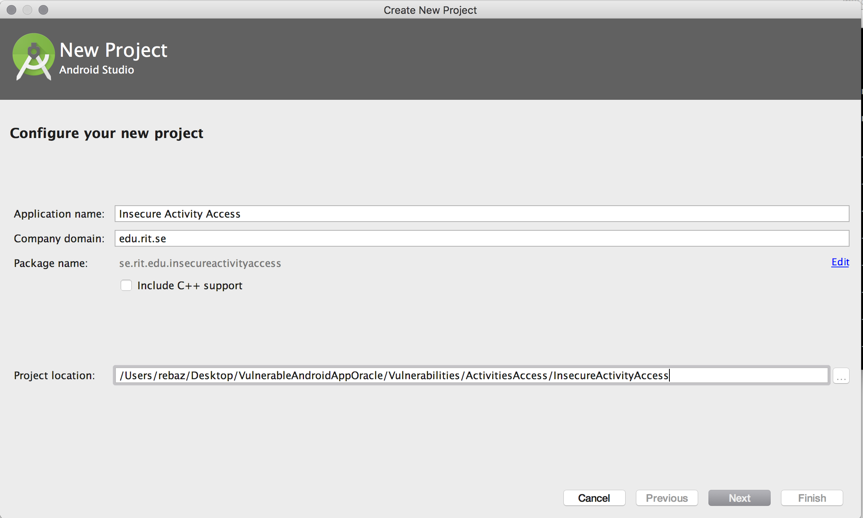 Create New Project
New Project
Android Studio
Configure your new project
Application name: Insecure Activity Access
Company domain: edu.rit.se
Package name: se.rit.edu.insecureactivityaccess Edit
Include C++ support
Project location: /Users/rebaz/Desktop/VulnerableAndroidAppOracle/Vulnerabilities/ActivitiesAccess/InsecureActivityAccess ...
Cancel Previous Next Finish